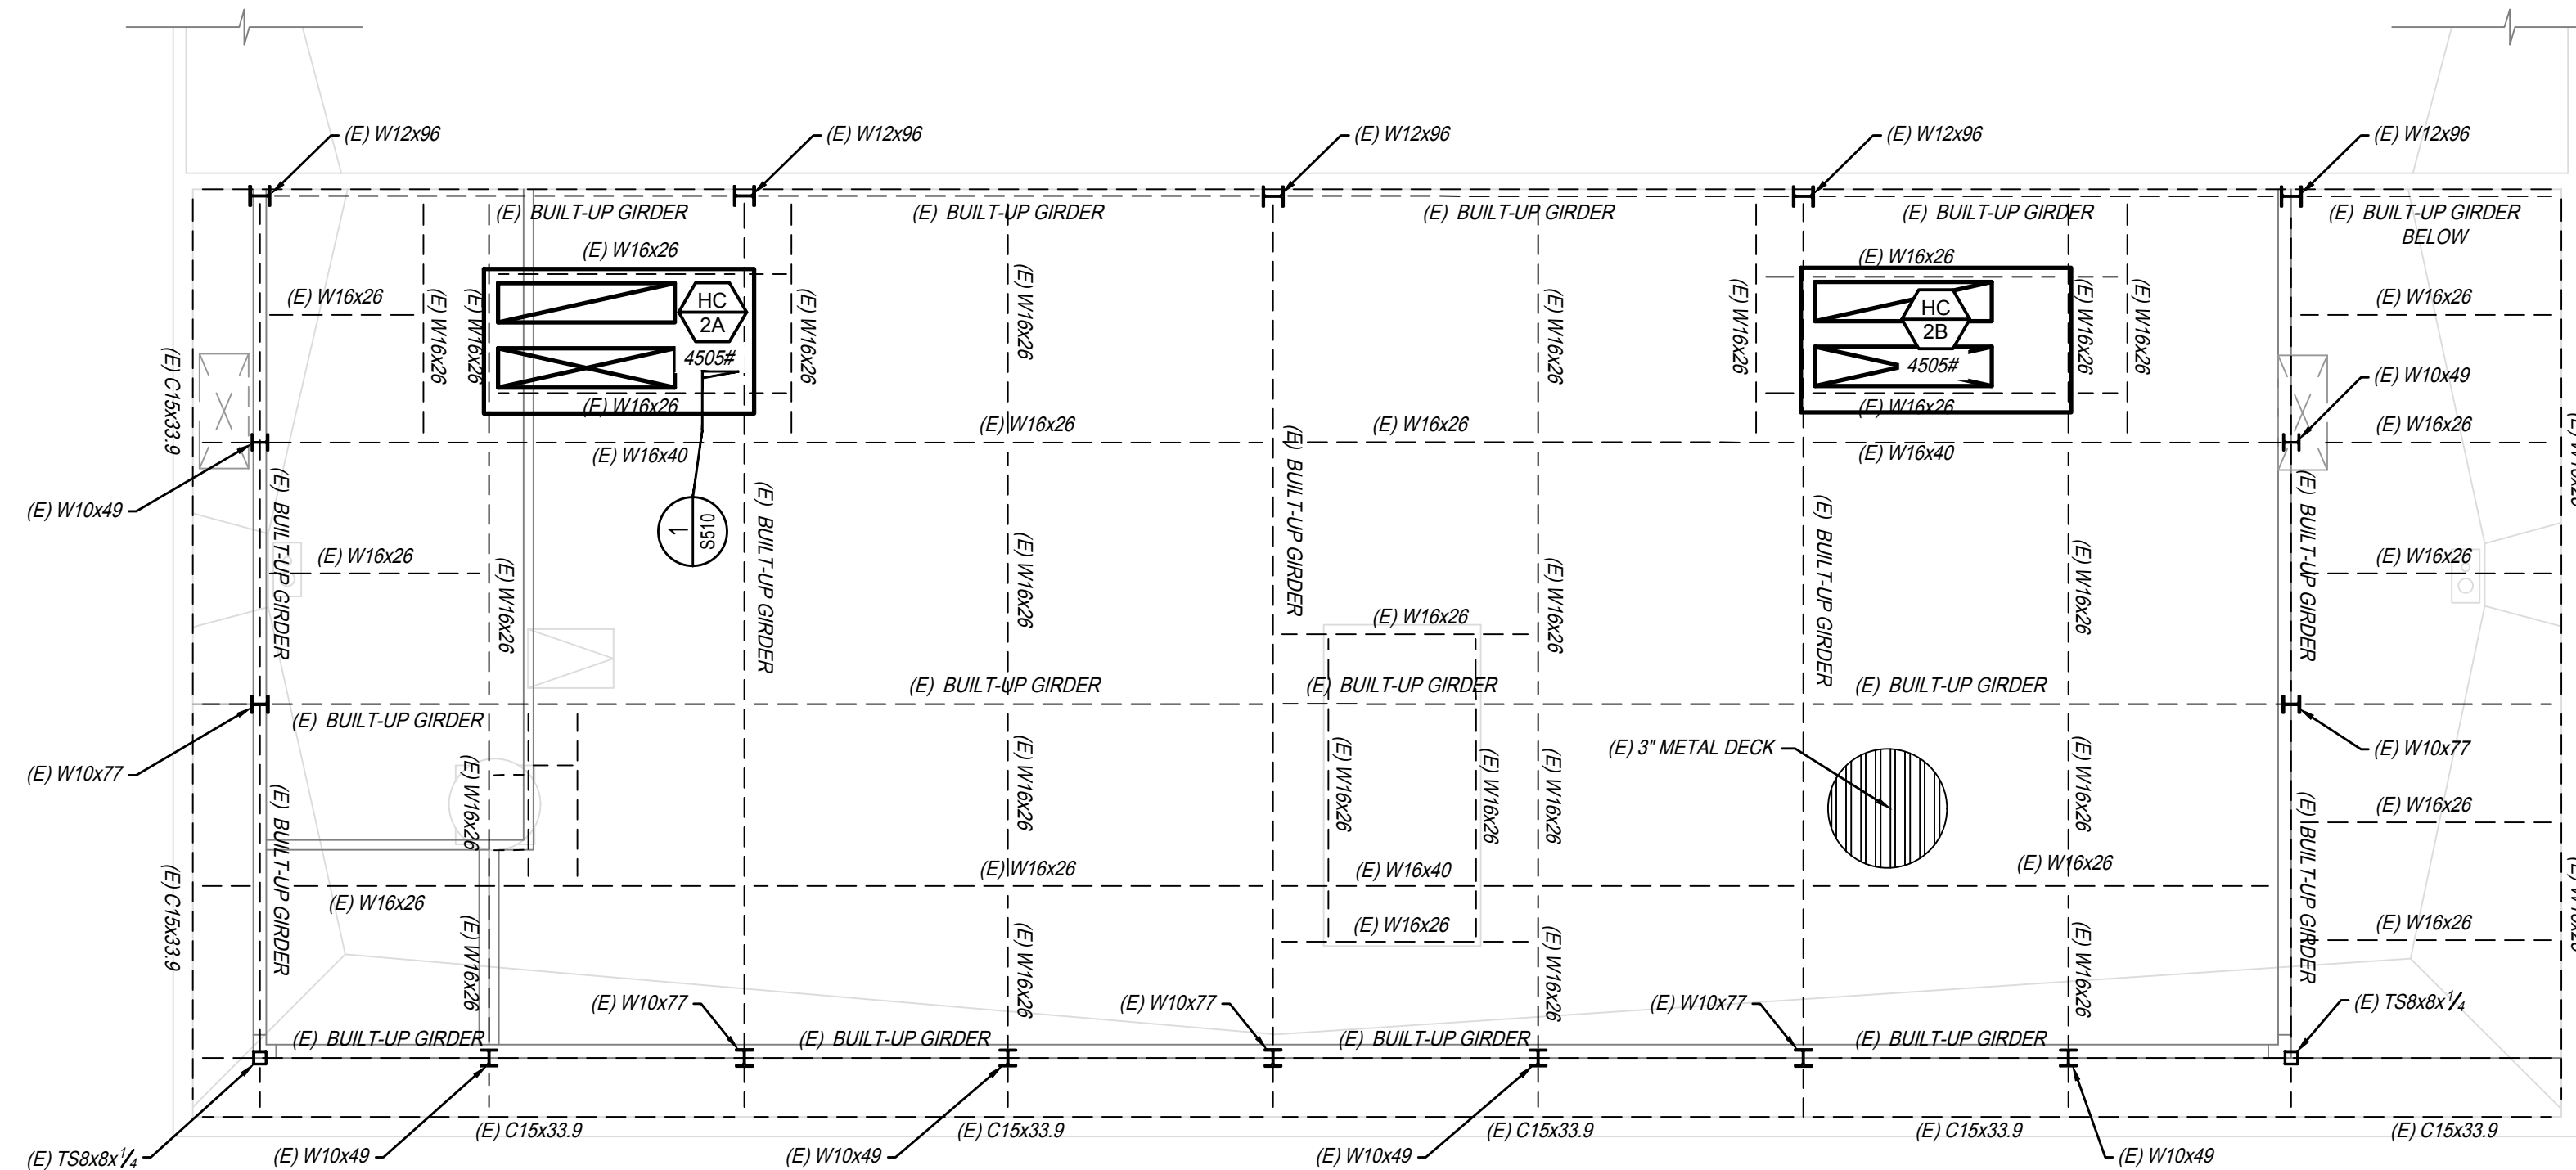 (E) W12x96
(E) W12x96
(E) W12x96
(E) W12x96
(E) W12x96
(E) BUILT-UP GIRDER
(E) BUILT-UP GIRDER
(E) BUILT-UP GIRDER
(E) BUILT-UP GIRDER
(E) BUILT-UP GIRDER
BELOW
(E) W16x26
(E) W16x26
(E) W16x26
(E) W16x26
HC
2A
4505#
HC
2B
4505#
(E) C15x33.9
(E) W16x26
(E) W16x26
(E) W16x26
(E) W16x26
(E) W16x26
(E) W16x26
(E) W16x26
(E) W16x26
(E) W10x49
(E) W16x26
(E) W16x26
(E) W16x26
(E) W16x26
(E) W16x26
(E) W16x40
(E) W16x40
(E) W10x49
(E) BUILT-UP GIRDER
1
S510
(E) BUILT-UP GIRDER
(E) BUILT-UP GIRDER
(E) BUILT-UP GIRDER
(E) BUILT-UP GIRDER
(E) W16x26
(E) W16x26
(E) W16x26
(E) W16x26
(E) W16x26
(E) W16x26
(E) W16x26
(E) BUILT-UP GIRDER
(E) BUILT-UP GIRDER
(E) BUILT-UP GIRDER
(E) BUILT-UP GIRDER
(E) W10x77
(E) 3" METAL DECK
(E) W10x77
(E) W16x26
(E) W16x26
(E) W16x26
(E) W16x26
(E) W16x26
(E) W16x26
(E) W16x26
(E) BUILT-UP GIRDER
(E) BUILT-UP GIRDER
(E) C15x33.9
(E) W16x26
(E) W16x26
(E) W16x40
(E) W16x26
(E) W16x26
(E) W16x26
(E) W16x26
(E) W16x26
(E) W16x26
(E) W16x26
(E) W10x77
(E) W10x77
(E) W10x77
(E) TS8x8x1/4
(E) BUILT-UP GIRDER
(E) BUILT-UP GIRDER
(E) BUILT-UP GIRDER
(E) BUILT-UP GIRDER
(E) C15x33.9
(E) C15x33.9
(E) C15x33.9
(E) C15x33.9
(E) C15x33.9
(E) TS8x8x1/4
(E) W10x49
(E) W10x49
(E) W10x49
(E) W10x49